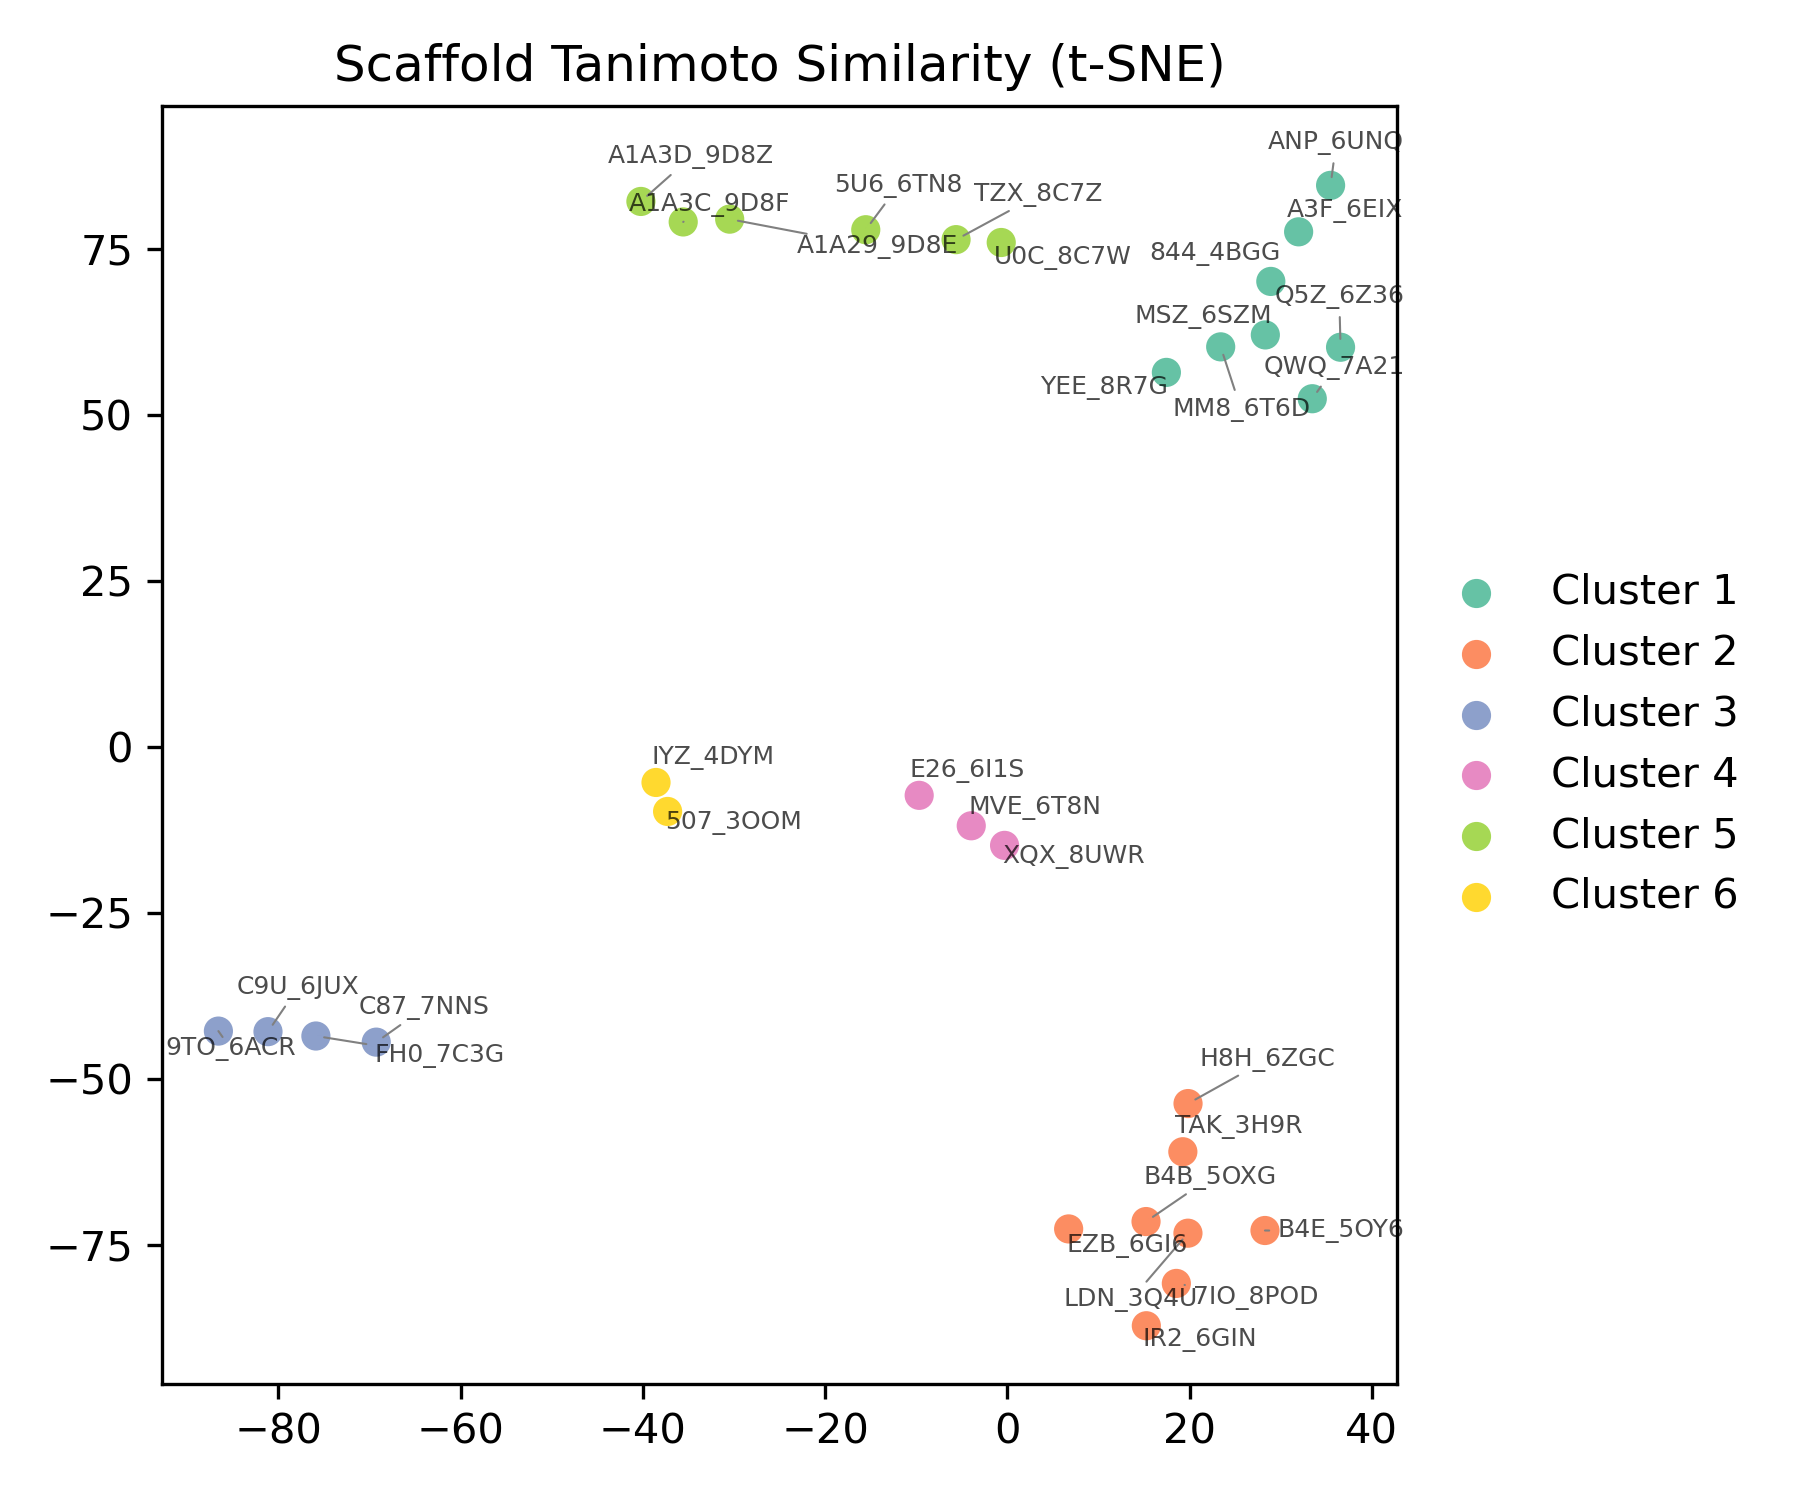 Scaffold Tanimoto Similarity (t-SNE)
ANP_6UNQ
A1A3D_9D8Z
5U6_6TN8
TZX_8C7Z
A1A3C_9D8F
A3F_6EIX
A1A29_9D8E
U0C_8C7W
844_4BGG
Q5Z_6Z36
MSZ_6SZM
QWQ_7A21
YEE_8R7G
MM8_6T6D
IYZ_4DYM
E26_6I1S
MVE_6T8N
507_3OOM
XQX_8UWR
C9U_6JUX
C87_7NNS
9TO_6ACR
FH0_7C3G
H8H_6ZGC
TAK_3H9R
B4B_5OXG
B4E_5OY6
EZB_6GI6
LDN_3Q4U
7IO_8POD
IR2_6GIN
75
50
25
0
−25
−50
−75
−80
−60
−40
−20
0
20
40
Cluster 1
Cluster 2
Cluster 3
Cluster 4
Cluster 5
Cluster 6